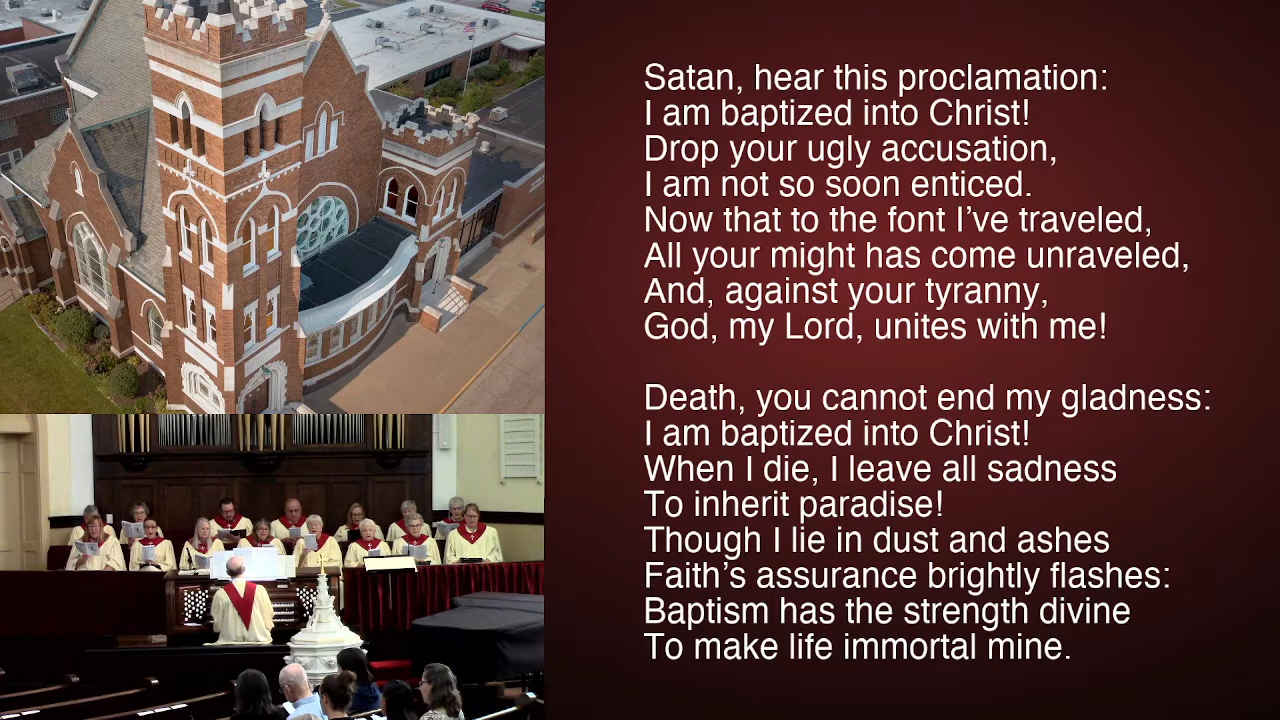 Satan, hear this proclamation:
I am baptized into Christ!
Drop your ugly accusation,
I am not so soon enticed.
Now that to the font I’ve traveled,
All your might has come unraveled,
And, against your tyranny,
God, my Lord, unites with me!
Death, you cannot end my gladness:
I am baptized into Christ!
When I die, I leave all sadness
To inherit paradise!
Though I lie in dust and ashes
Faith’s assurance brightly flashes:
Baptism has the strength divine
To make life immortal mine.